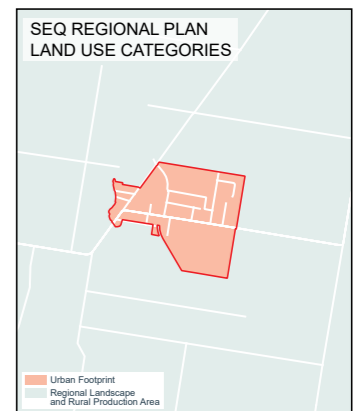 SEQ REGIONAL PLAN
LAND USE CATEGORIES
Urban Footprint
Regional Landscape
and Rural Production Area